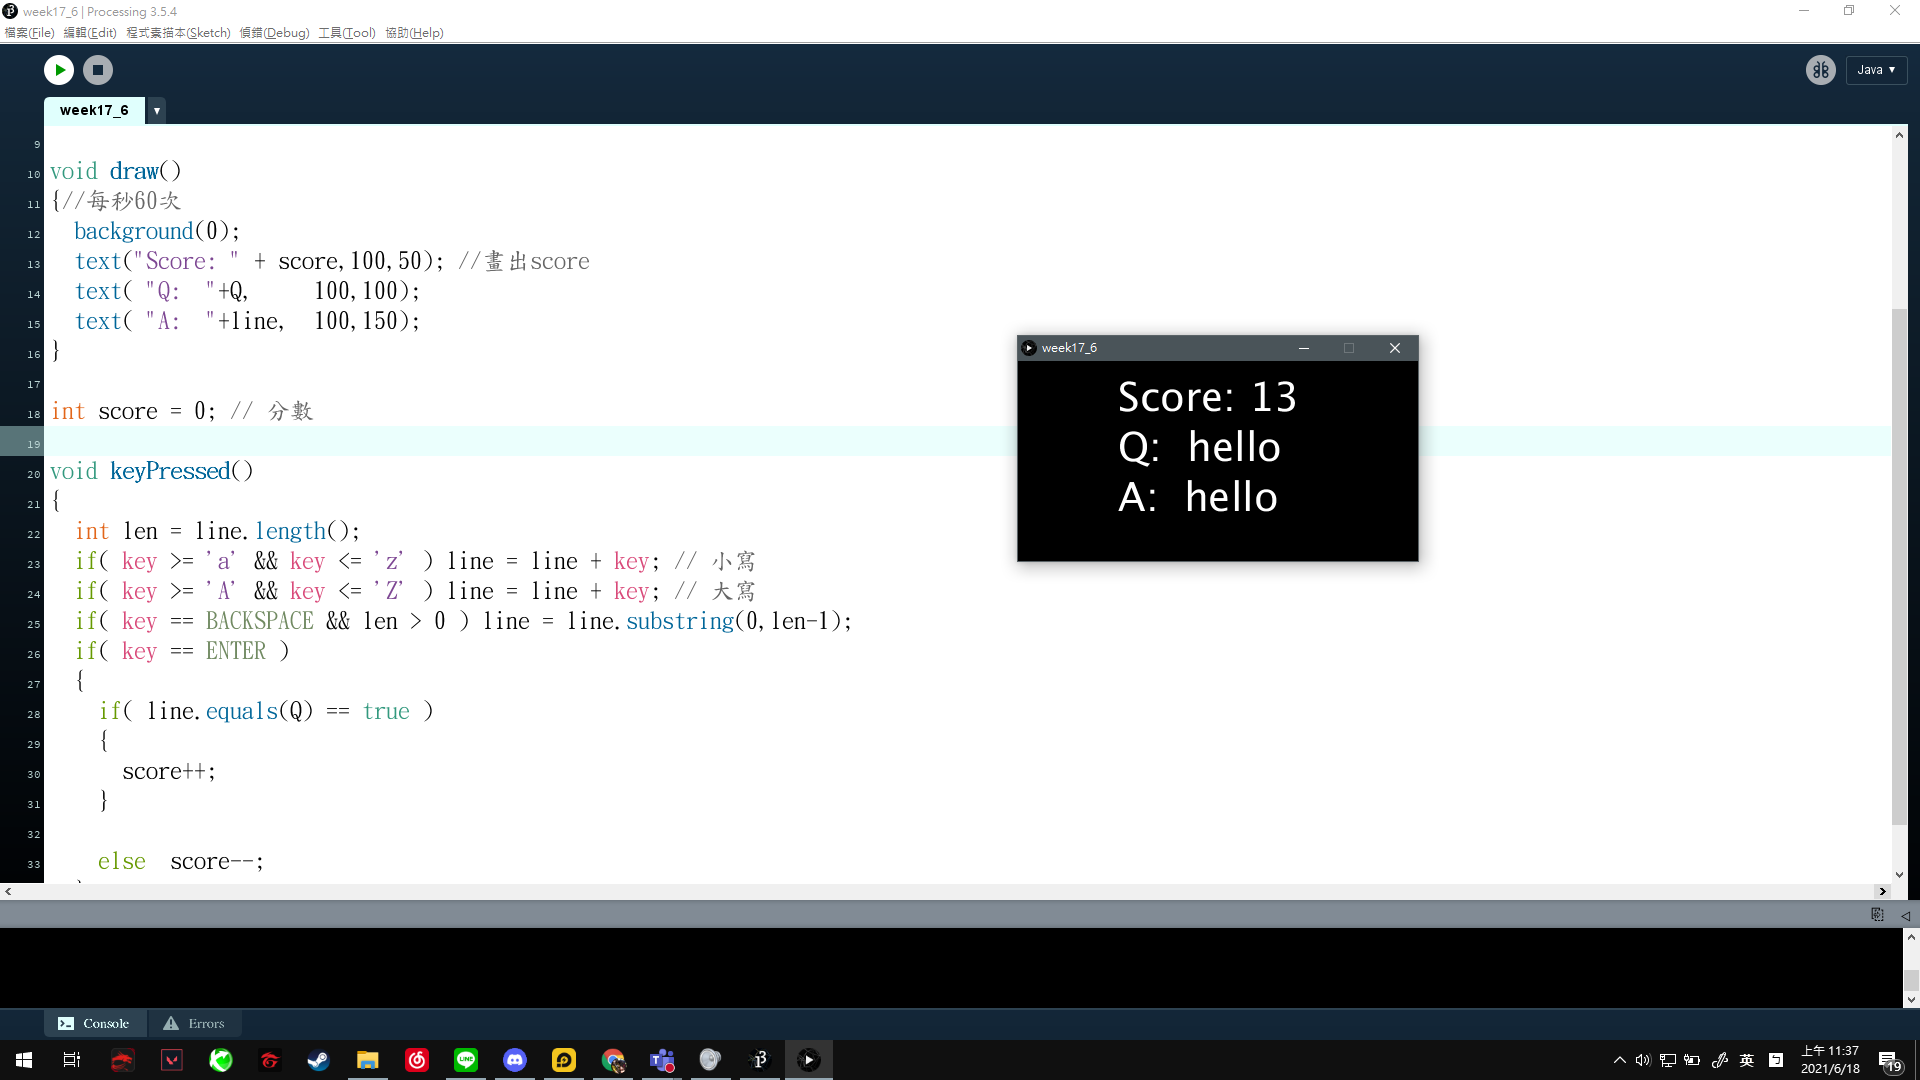 week17_6 | Processing 3.5.4
檔案(File) 編輯(Edit) 程式素描本(Sketch) 偵錯(Debug) 工具(Tool) 協助(Help)
Java ▼
week17_6 ▼
9
10 void draw()
11 {//每秒60次
12 background(0);
13 text("Score: " + score,100,50); //畫出score
14 text( "Q:  "+Q,     100,100);
15 text( "A:  "+line,  100,150);
16 }
17
18 int score = 0; // 分數
19
20 void keyPressed()
21 {
22 int len = line.length();
23 if( key >= 'a' && key <= 'z' ) line = line + key; // 小寫
24 if( key >= 'A' && key <= 'Z' ) line = line + key; // 大寫
25 if( key == BACKSPACE && len > 0 ) line = line.substring(0,len-1);
26 if( key == ENTER )
27 {
28 if( line.equals(Q) == true )
29 {
30 score++;
31 }
32
33 else  score--;
week17_6
Score: 13
Q:  hello
A:  hello
Console
Errors
英
上午 11:37
2021/6/18
19